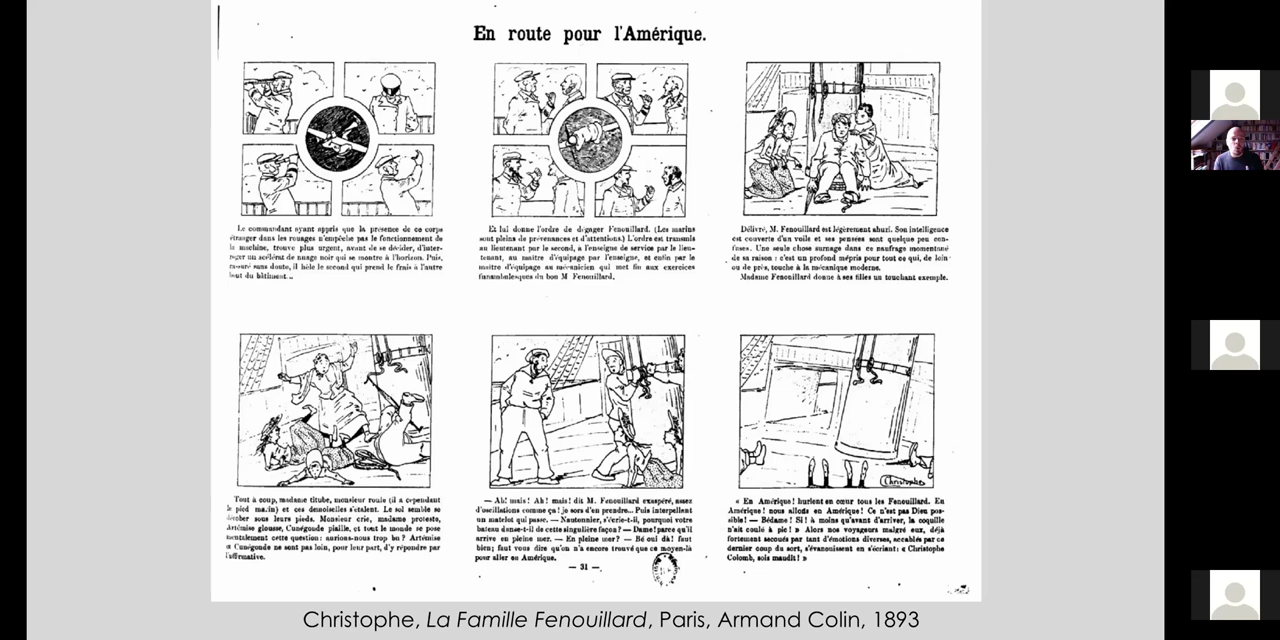 En route pour l'Amérique.
Le commandant ayant appris que la présence de ce corps
étranger dans les rouages n'empêche pas le fonctionnement de
la machine, trouve plus urgent, avant de se décider, d'inter-
roger un scélérat de nuage noir qui se montre à l'horizon. Puis,
rassuré sans doute, il hèle le second qui prend le frais à l'autre
bout du bâtiment...
Et lui donne l'ordre de dégager Fenouillard. (Les marins
sont pleins de prévenances et d'attentions.) L'ordre est transmis
au lieutenant par le second, a l'enseigne de service par le lieu-
tenant, au maître d'équipage par l'enseigne, et enfin par le
maître d'équipage au mécanicien qui met fin aux exercices
funambulesques du bon M Fenouillard.
Délivré, M. Fenouillard est légèrement ahuri. Son intelligence
est couverte d'un voile et ses pensées sont quelque peu con-
fuses. Une seule chose surnage dans ce naufrage momentané
de sa raison : c'est un profond mépris pour tout ce qui, de loin
ou de près, touche à la mécanique moderne.
Madame Fenouillard donne à ses filles un touchant exemple.
Tout à coup, madame titube, monsieur roule (il a cependant
le pied marin) et ces demoiselles s'étalent. Le sol semble se
dérober sous leurs pieds. Monsieur crie, madame proteste,
Artémise glousse, Cunégonde piaille, et tout le monde se pose
mentalement cette question : aurions-nous trop bu ? Artémise
et Cunégonde ne sont pas loin, pour leur part, d'y répondre par
l'affirmative.
— Ah! mais! Ah! mais! dit M. Fenouillard exaspéré, assez
d'oscillations comme ça! je sors d'en prendre... Puis interpellant
un matelot qui passe. — Nautonnier, s'écrie-t-il, pourquoi votre
bateau danse-t-il de cette singulière façon? — Dame! parce qu'il
arrive en pleine mer. — En pleine mer? — Bé oui dà! faut
bien; faut vous dire qu'on n'a encore trouvé que ce moyen-là
pour aller en Amérique.
« En Amérique! hurlent en cœur tous les Fenouillard. En
Amérique! nous allons en Amérique! Ce n'est pas Dieu pos-
sible! — Bédame! Si! à moins qu'avant d'arriver, la coquille
n'ait coulé à pic! » Alors nos voyageurs malgré eux, déjà
fortement secoués par tant d'émotions diverses, accablés par ce
dernier coup du sort, s'évanouissent en s'écriant: « Christophe
Colomb, sois maudit! »
Christophe
— 31 —
Christophe, La Famille Fenouillard, Paris, Armand Colin, 1893